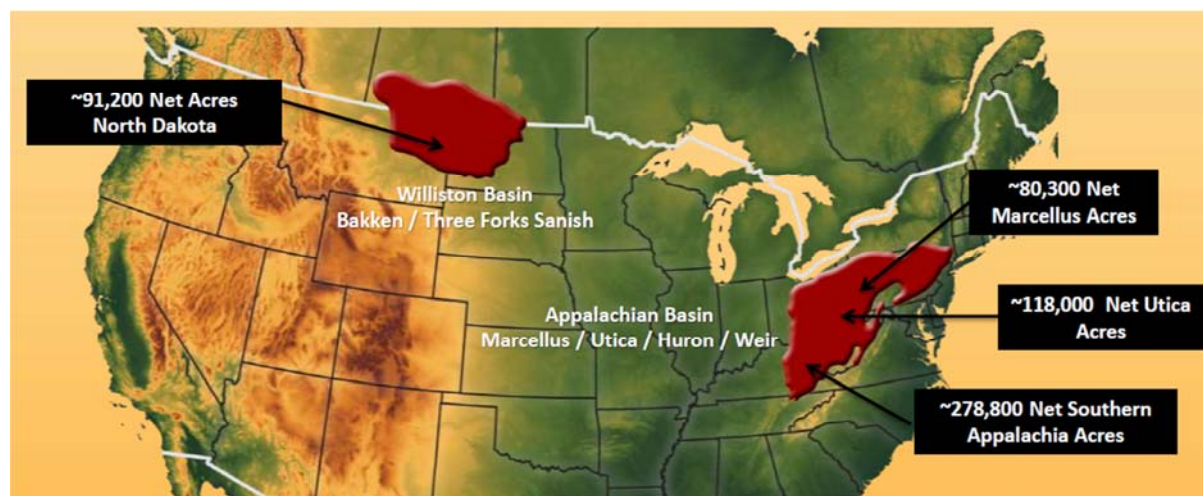 ~91,200 Net Acres
North Dakota
Williston Basin
Bakken / Three Forks Sanish
~80,300 Net
Marcellus Acres
~118,000 Net Utica
Acres
Appalachian Basin
Marcellus / Utica / Huron / Weir
~278,800 Net Southern
Appalachia Acres